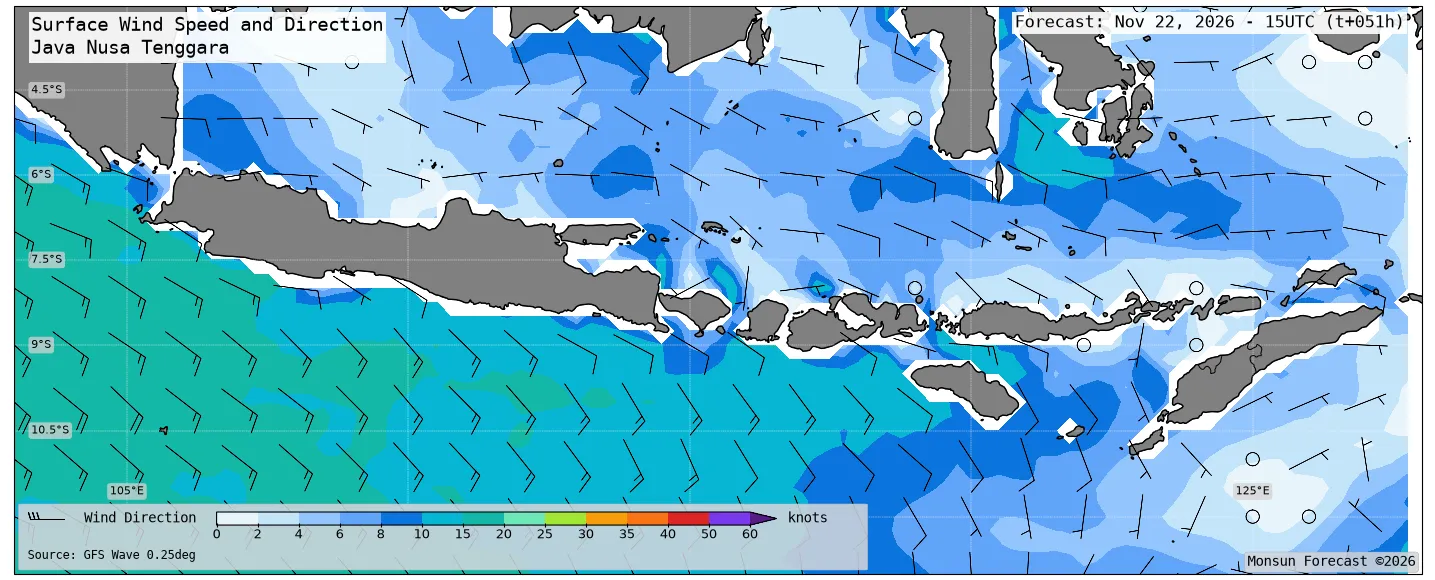 Surface Wind Speed and Direction
Java Nusa Tenggara
Forecast: Nov 22, 2026 - 15UTC (t+051h)
4.5°S
6°S
7.5°S
9°S
10.5°S
105°E
125°E
Wind Direction
0 2 4 6 8 10 15 20 25 30 35 40 50 60
knots
Source: GFS Wave 0.25deg
Monsun Forecast ©2026